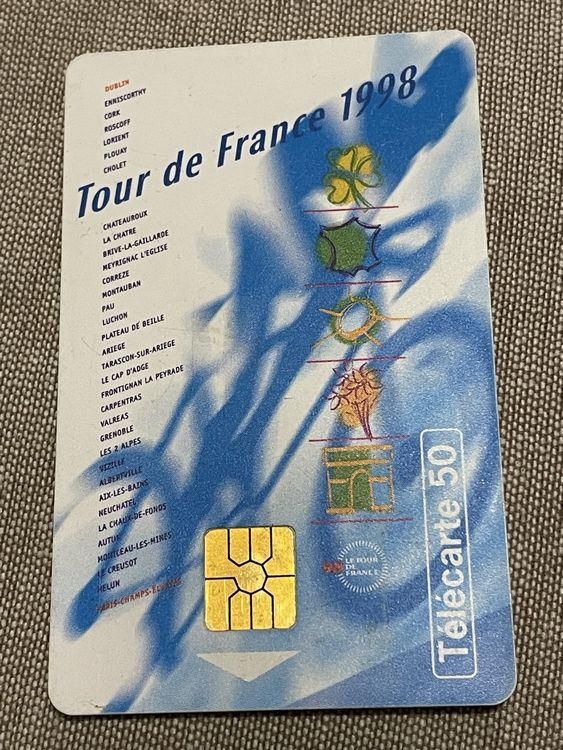 DUBLIN
ENNISCORTHY
CORK
ROSCOFF
LORIENT
PLOUAY
CHOLET
Tour de France 1998
CHATEAUROUX
LA CHATRE
BRIVE-LA-GAILLARDE
MEYRIGNAC L'EGLISE
CORREZE
MONTAUBAN
PAU
LUCHON
PLATEAU DE BEILLE
ARIEGE
TARASCON-SUR-ARIEGE
LE CAP D'ADGE
FRONTIGNAN LA PEYRADE
CARPENTRAS
VALREAS
GRENOBLE
LES 2 ALPES
VIZILLE
ALBERTVILLE
AIX-LES-BAINS
NEUCHATEL
LA CHAUX-DE-FONDS
AUTUN
MONTCEAU-LES-MINES
LE CREUSOT
MELUN
PARIS-CHAMPS-ÉLYSÉES
98 LE TOUR
DE
FRANCE
Télécarte 50